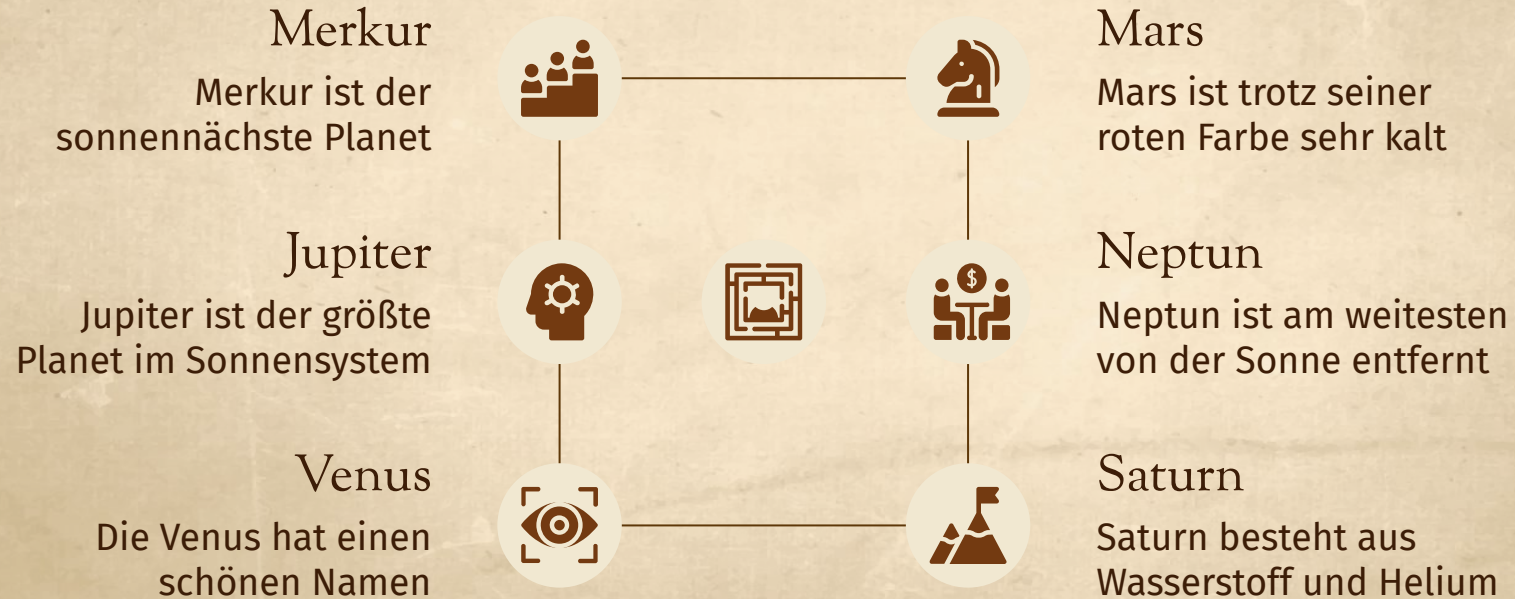 Merkur
Merkur ist der
sonnennächste Planet
Mars
Mars ist trotz seiner
roten Farbe sehr kalt
Jupiter
Jupiter ist der größte
Planet im Sonnensystem
$
Neptun
Neptun ist am weitesten
von der Sonne entfernt
Venus
Die Venus hat einen
schönen Namen
Saturn
Saturn besteht aus
Wasserstoff und Helium